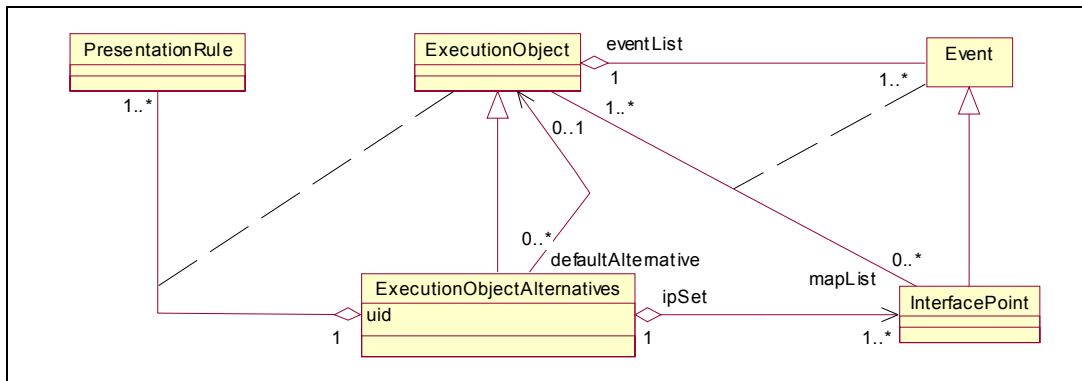 PresentationRule
ExecutionObject
eventList
Event
1
1..*
1..*
1..*
0..1
0..*
defaultAlternative
0..*
mapList
ExecutionObjectAlternatives
ipSet
InterfacePoint
uid
1
1
1..*